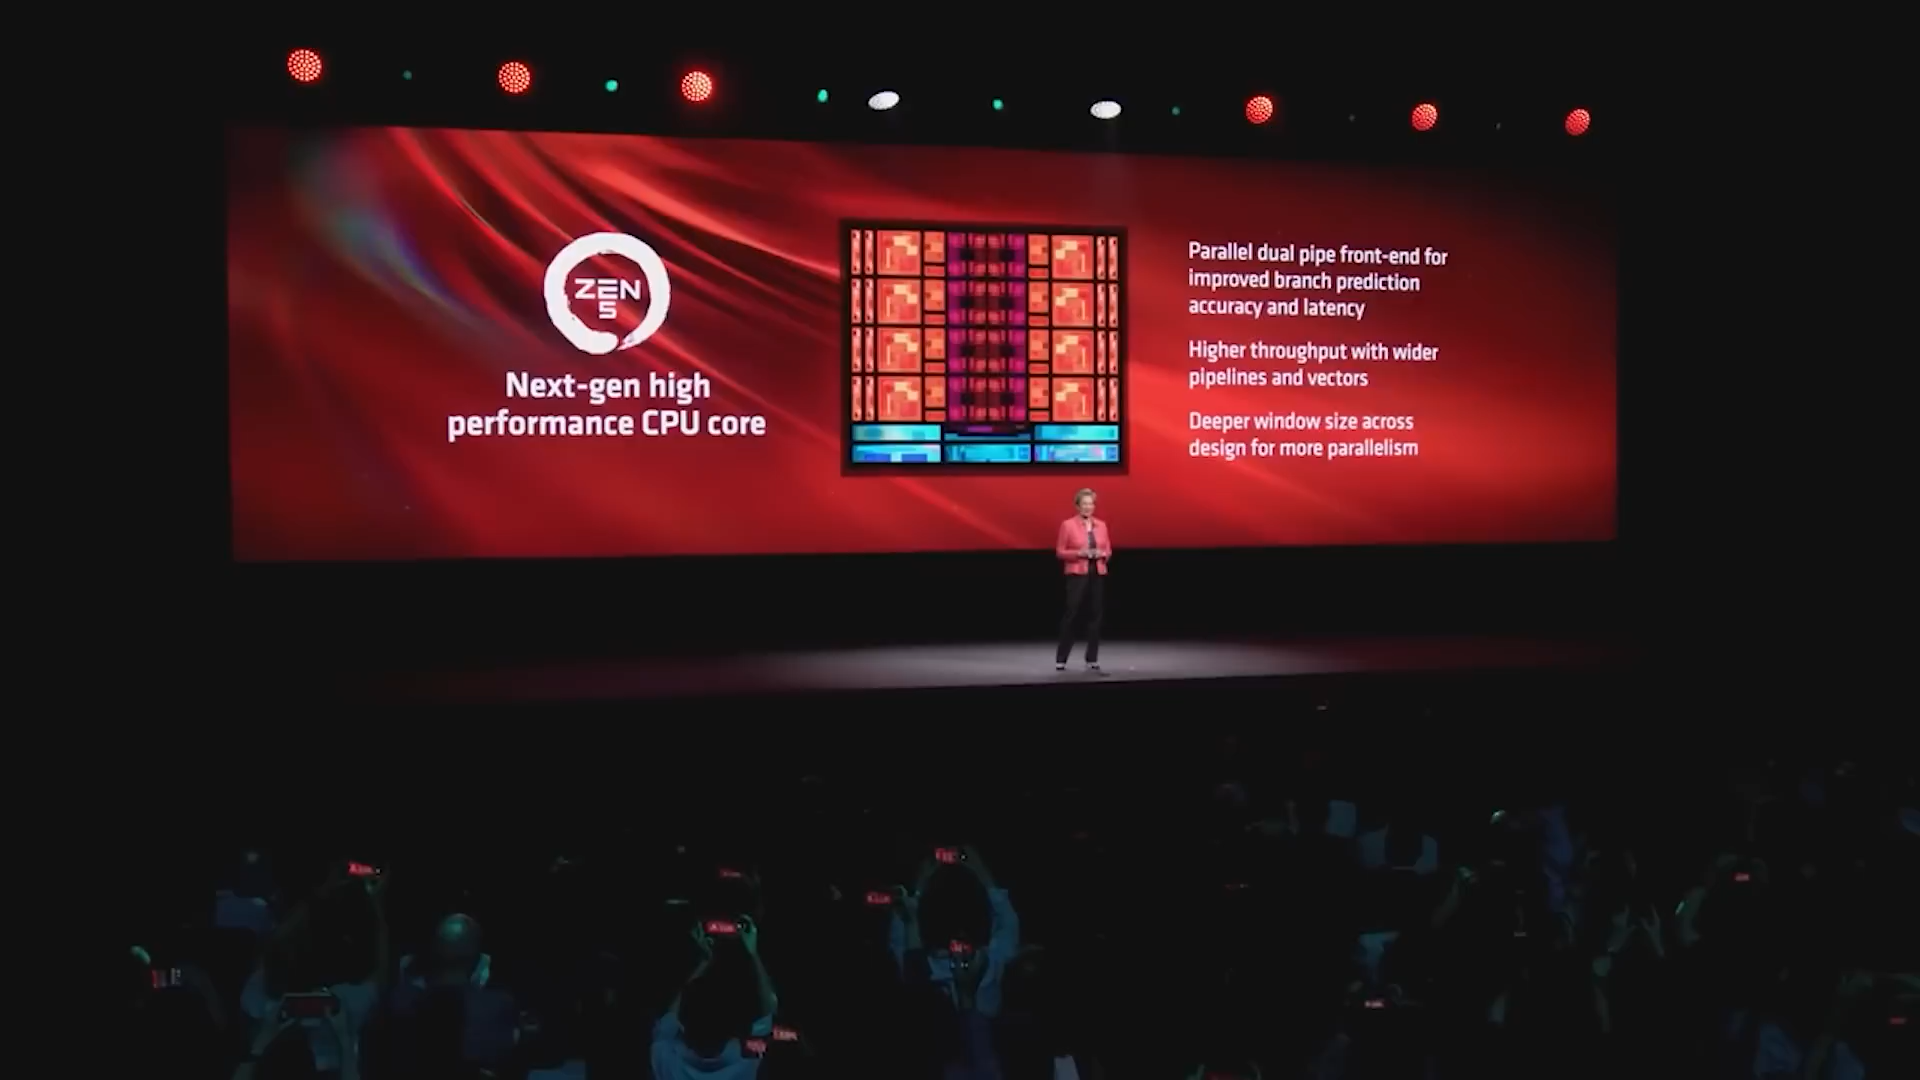 ZEN
5
Next-gen high
performance CPU core
Parallel dual pipe front-end for
improved branch prediction
accuracy and latency
Higher throughput with wider
pipelines and vectors
Deeper window size across
design for more parallelism